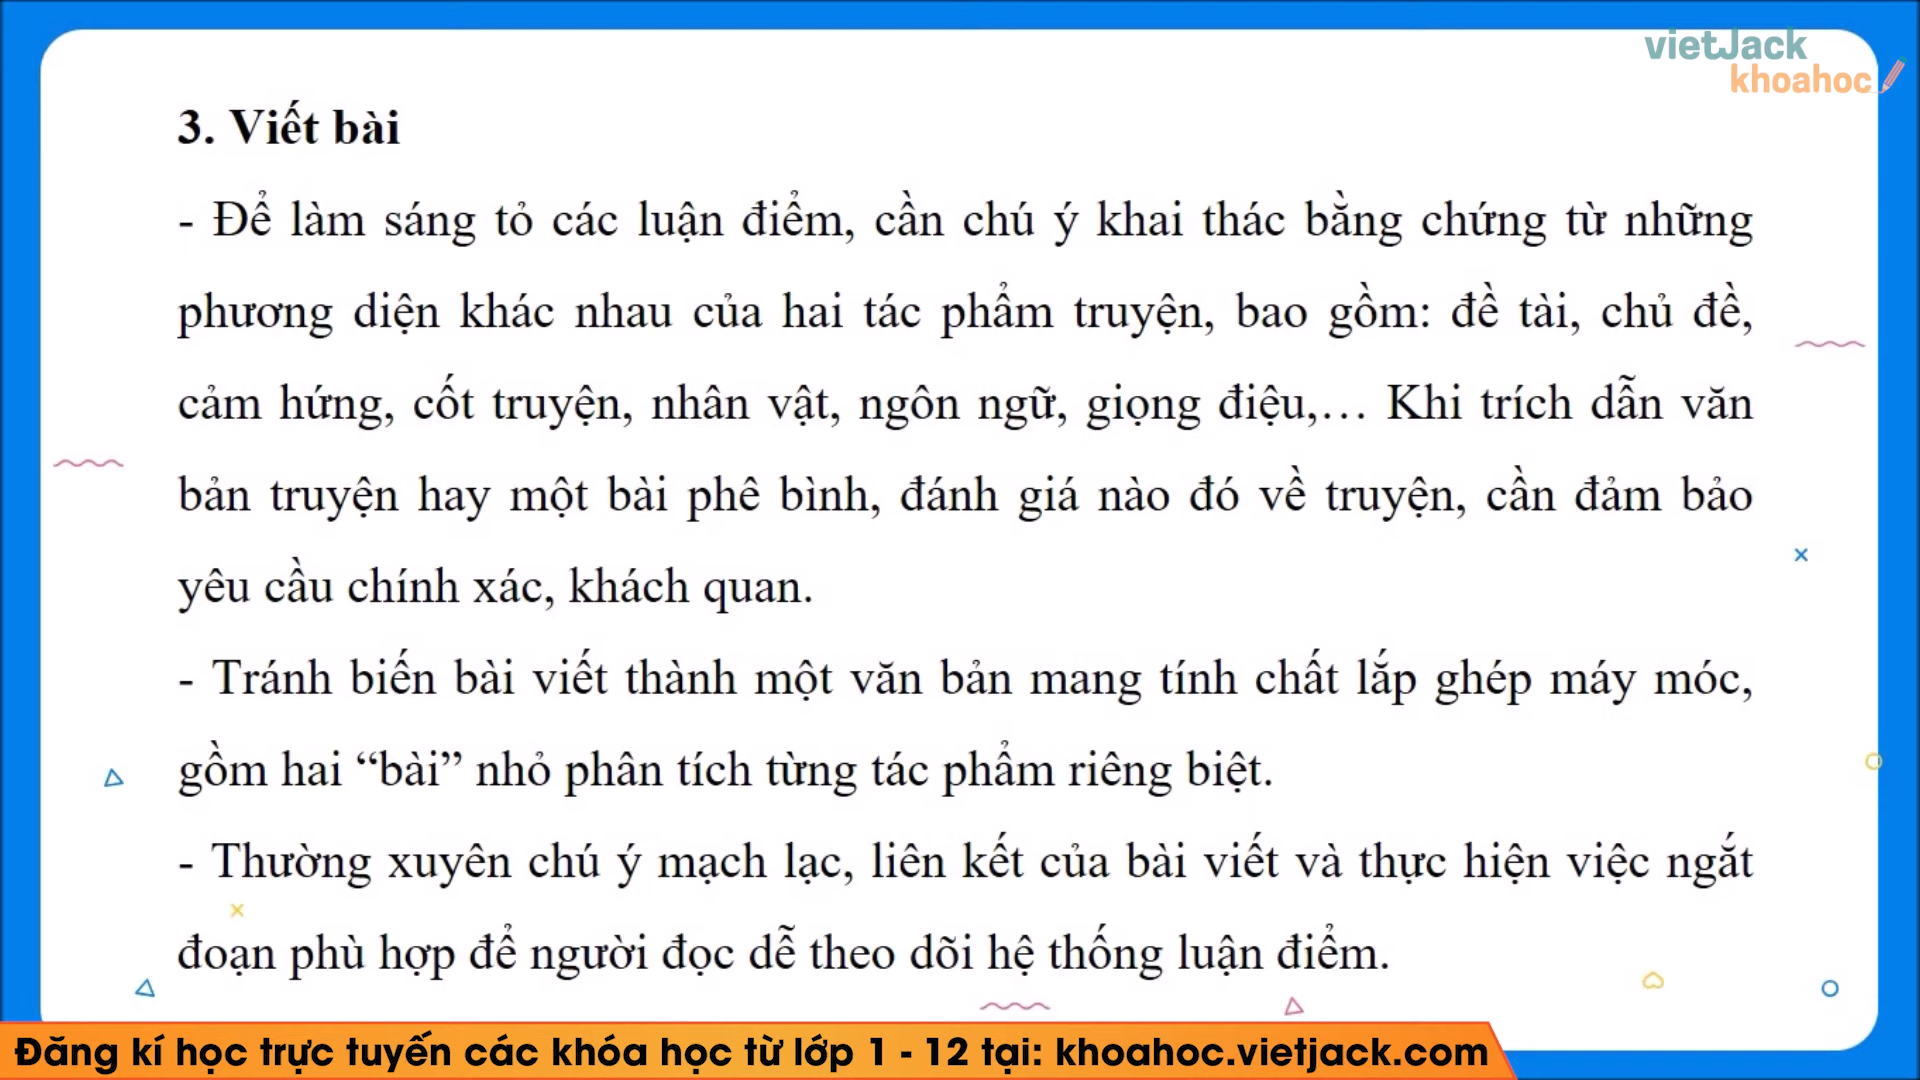 vietJack
khoahoc
3. Viết bài
- Để làm sáng tỏ các luận điểm, cần chú ý khai thác bằng chứng từ những
phương diện khác nhau của hai tác phẩm truyện, bao gồm: đề tài, chủ đề,
cảm hứng, cốt truyện, nhân vật, ngôn ngữ, giọng điệu,… Khi trích dẫn văn
bản truyện hay một bài phê bình, đánh giá nào đó về truyện, cần đảm bảo
yêu cầu chính xác, khách quan.
- Tránh biến bài viết thành một văn bản mang tính chất lắp ghép máy móc,
gồm hai “bài” nhỏ phân tích từng tác phẩm riêng biệt.
- Thường xuyên chú ý mạch lạc, liên kết của bài viết và thực hiện việc ngắt
đoạn phù hợp để người đọc dễ theo dõi hệ thống luận điểm.
Đăng kí học trực tuyến các khóa học từ lớp 1 - 12 tại: khoahoc.vietjack.com